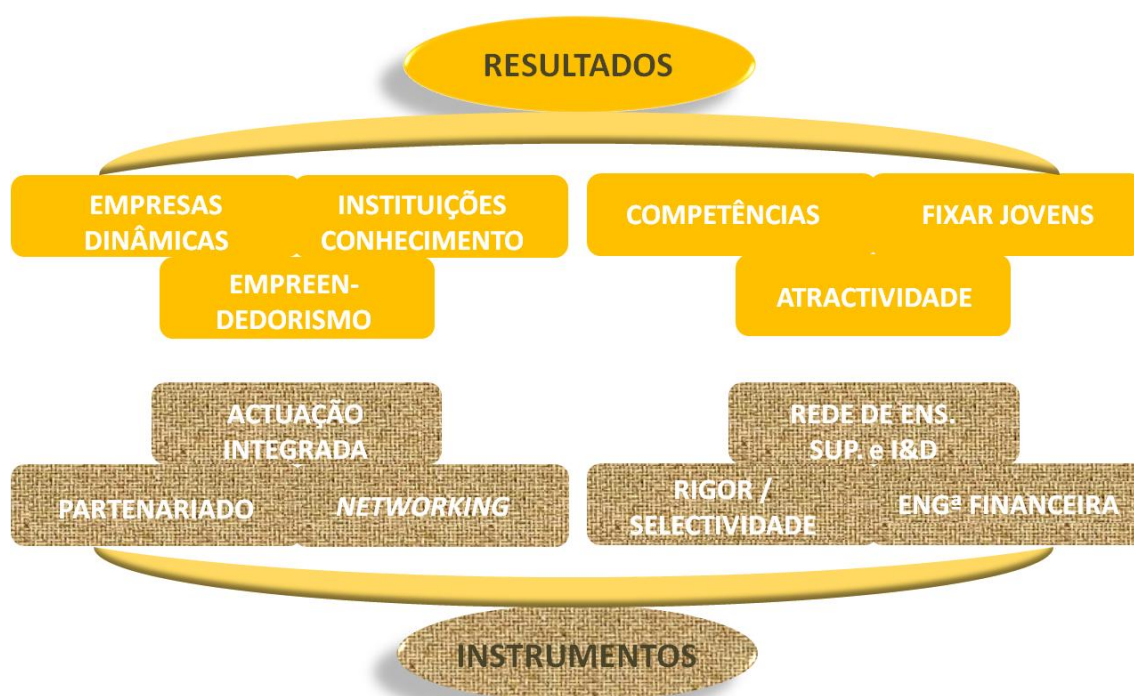 RESULTADOS
EMPRESAS
DINÂMICAS
INSTITUIÇÕES
CONHECIMENTO
EMPREEN-
DEDORISMO
COMPETÊNCIAS
FIXAR JOVENS
ATRACTIVIDADE
ACTUAÇÃO
INTEGRADA
PARTENARIADO
NETWORKING
REDE DE ENS.
SUP. e I&D
RIGOR /
SELECTIVIDADE
ENGª FINANCEIRA
INSTRUMENTOS